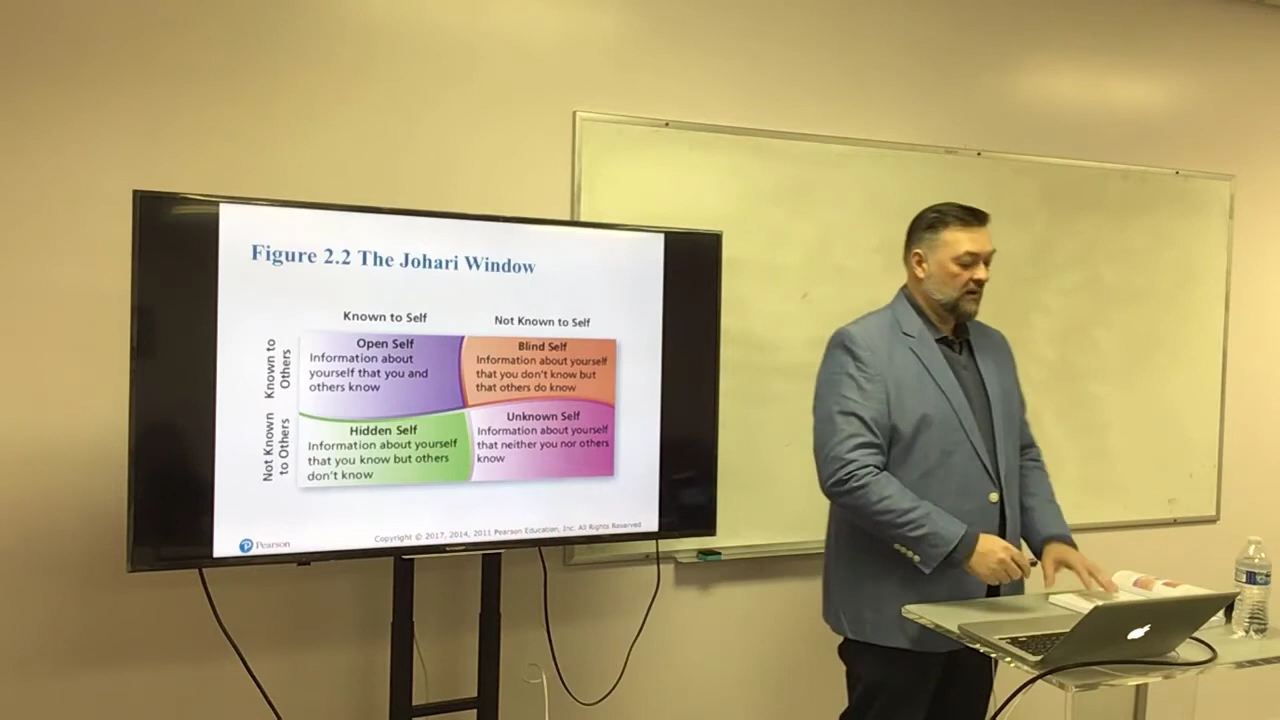 Figure 2.2 The Johari Window
Known to Self
Not Known to Self
Known to
Others
Open Self
Information about
yourself that you and
others know
Blind Self
Information about yourself
that you don't know but
that others do know
Not Known
to Others
Hidden Self
Information about yourself
that you know but others
don't know
Unknown Self
Information about yourself
that neither you nor others
know
Pearson
Copyright © 2017, 2014, 2011 Pearson Education, Inc. All Rights Reserved